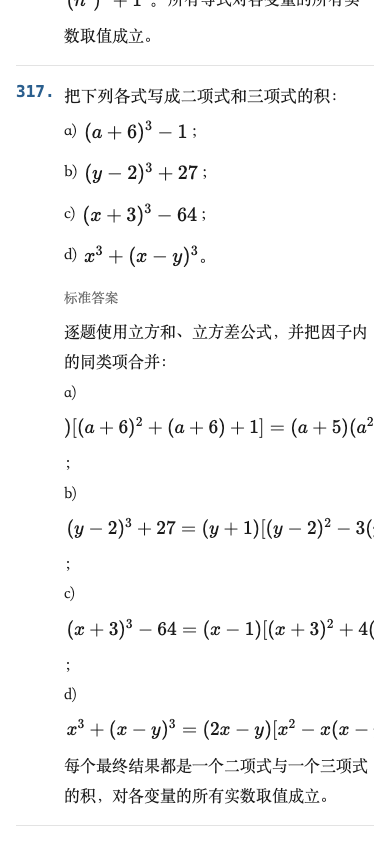 数取值成立。
317. 把下列各式写成二项式和三项式的积：
a) (a + 6)³ − 1；
b) (y − 2)³ + 27；
c) (x + 3)³ − 64；
d) x³ + (x − y)³。
标准答案
逐题使用立方和、立方差公式，并把因子内
的同类项合并：
a)
)[(a + 6)² + (a + 6) + 1] = (a + 5)(a²
；
b)
(y − 2)³ + 27 = (y + 1)[(y − 2)² − 3(
；
c)
(x + 3)³ − 64 = (x − 1)[(x + 3)² + 4(
；
d)
x³ + (x − y)³ = (2x − y)[x² − x(x −
每个最终结果都是一个二项式与一个三项式
的积，对各变量的所有实数取值成立。